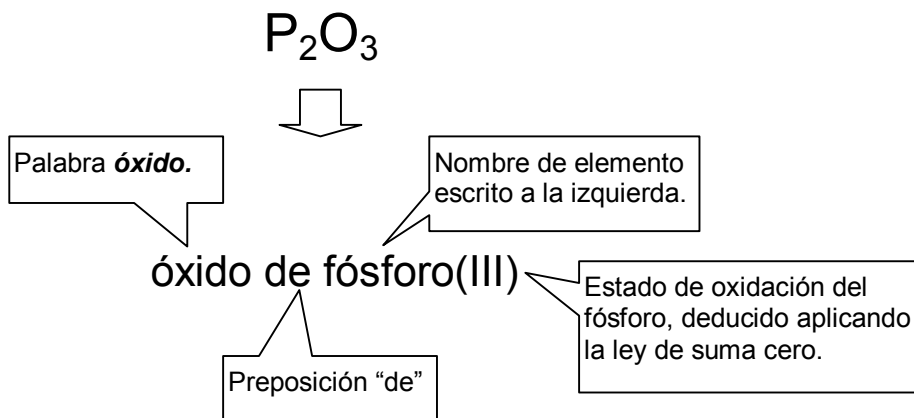 P₂O₃
Palabra óxido.
Nombre de elemento
escrito a la izquierda.
óxido de fósforo(III)
Estado de oxidación del
fósforo, deducido aplicando
la ley de suma cero.
Preposición “de”